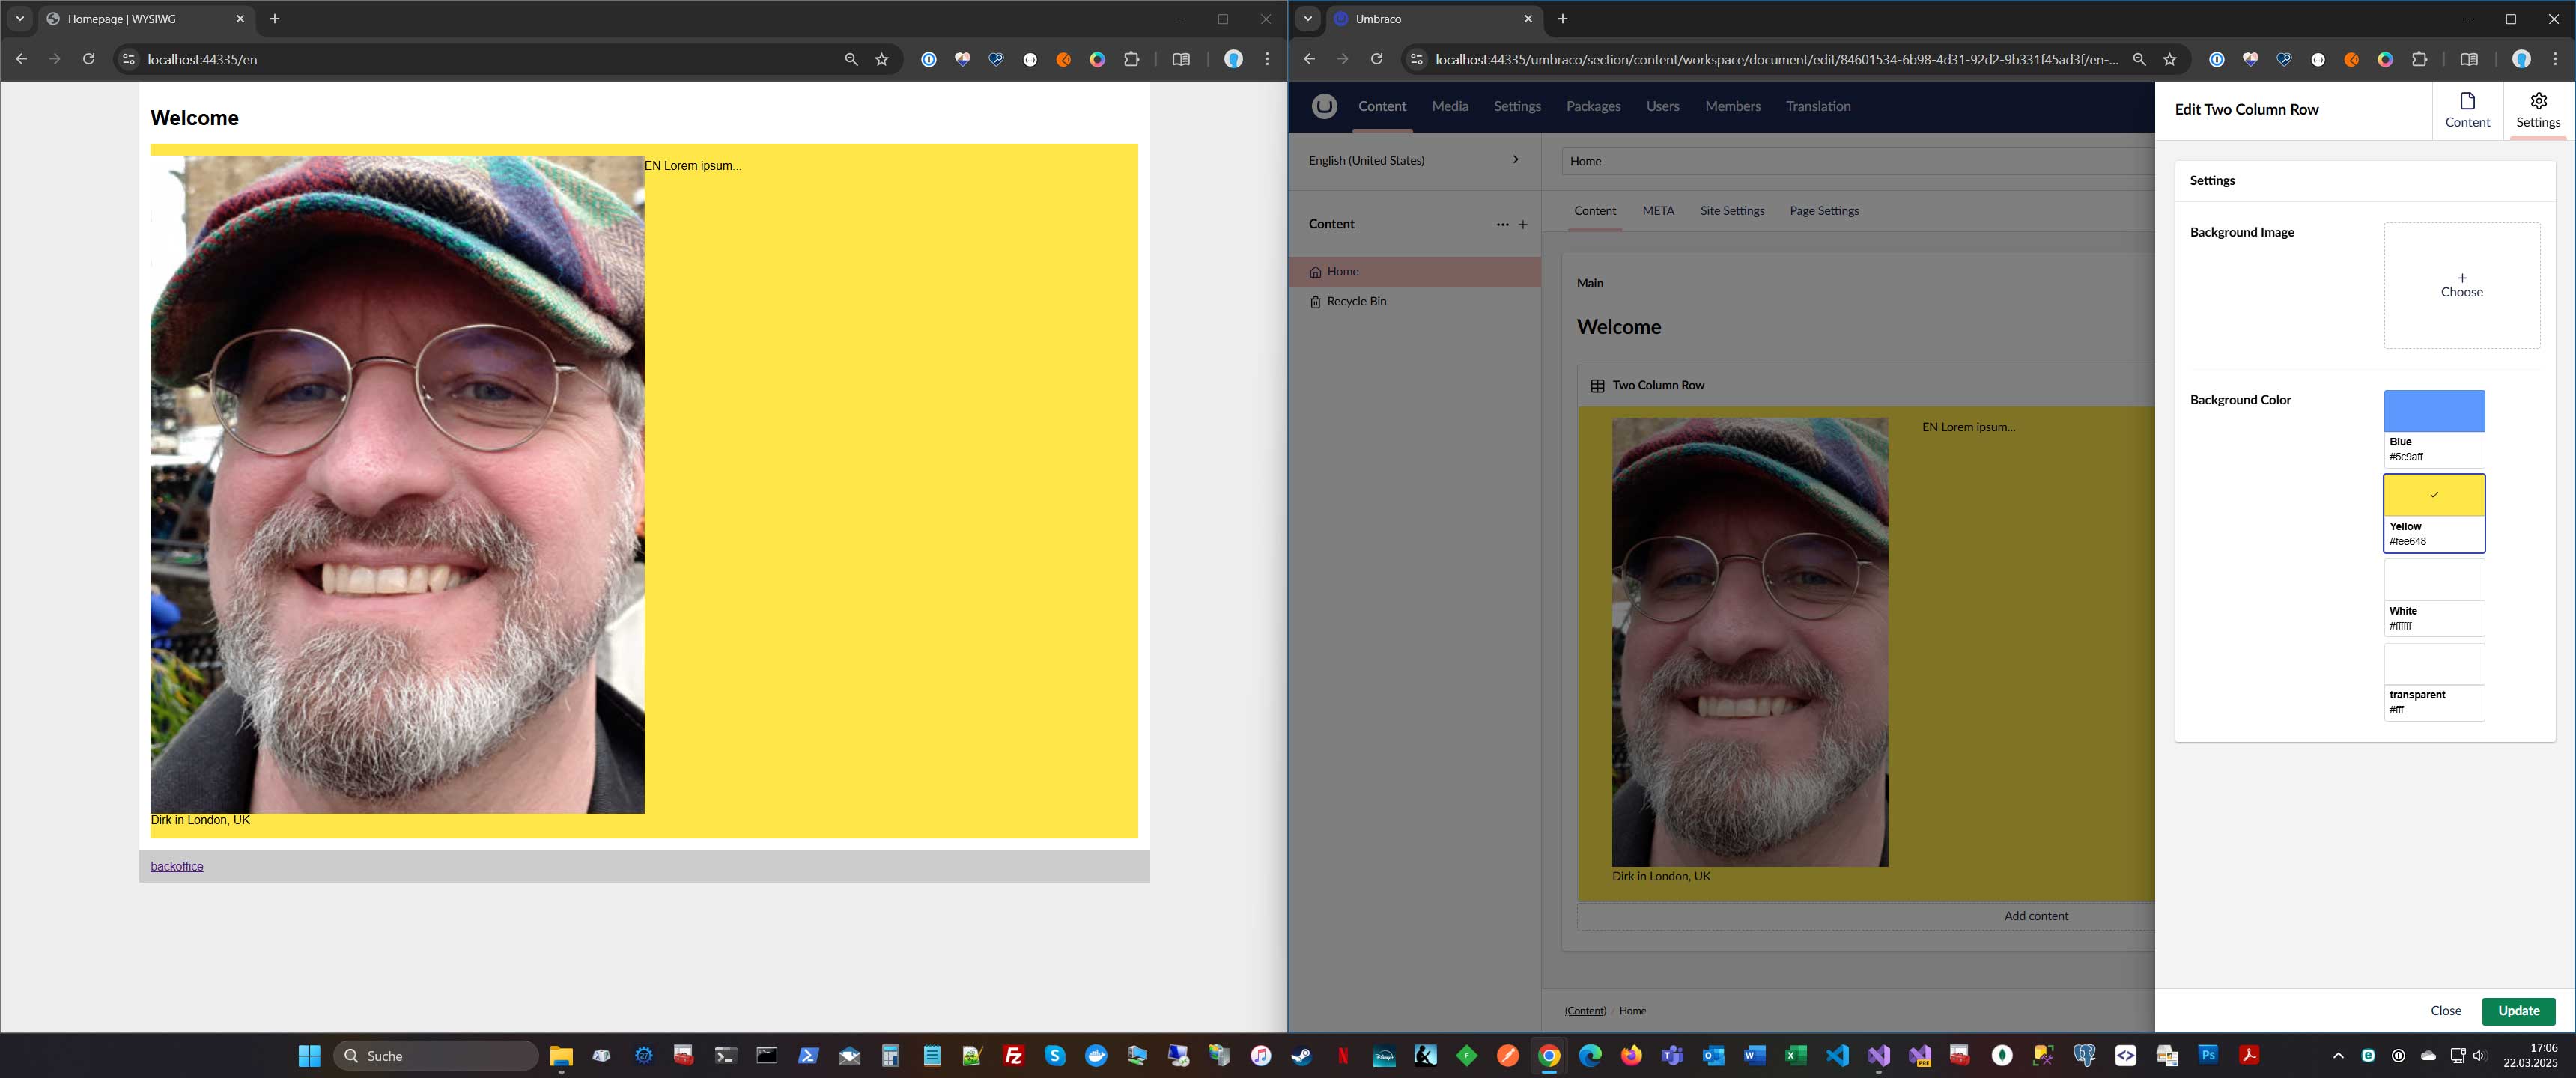 Homepage | WYSIWG
localhost:44335/en
Welcome
EN Lorem ipsum...
Dirk in London, UK
backoffice
Umbraco
localhost:44335/umbraco/section/content/workspace/document/edit/84601534-6b98-4d31-92d2-9b331f45ad3f/en-...
Content Media Settings Packages Users Members Translation
English (United States)
Home
Content
Content META Site Settings Page Settings
Home
Recycle Bin
Main
Welcome
Two Column Row
EN Lorem ipsum...
Dirk in London, UK
Add content
(Content) / Home
Edit Two Column Row
Content
Settings
Settings
Background Image
+
Choose
Background Color
Blue
#5c9aff
Yellow
#fee648
White
#ffffff
transparent
#fff
Close
Update
Suche
17:06
22.03.2025